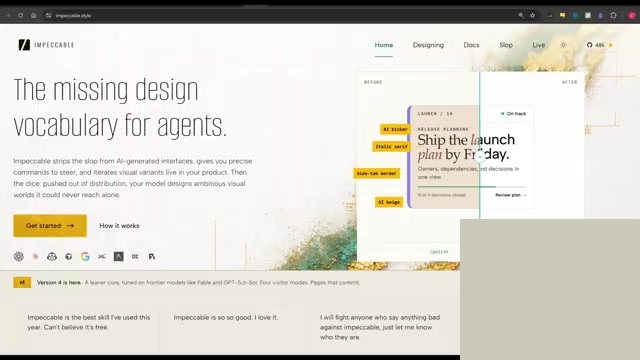 impeccable.style
IMPECCABLE
Home
Designing
Docs
Slop
Live
48k
The missing design
vocabulary for agents.
Impeccable strips the slop from AI-generated interfaces, gives you precise
commands to steer, and iterates visual variants live in your product. Then
the dice: pushed out of distribution, your model designs ambitious visual
worlds it could never reach alone.
Get started →
How it works
BEFORE
AFTER
LAUNCH / 14
On track
RELEASE PLANNING
AI kicker
Italic serif
Side-tab border
AI beige
Ship the launch
plan by Friday.
Owners, dependencies, and decisions in
one view.
Review plan →
/polish
v4
Version 4 is here. A leaner core, tuned on frontier models like Fable and GPT-5.6-Sol. Four visitor modes. Pages that commit.
Impeccable is the best skill I've used this
year. Can't believe it's free.
Impeccable is so so good. I love it.
I will fight anyone who say anything bad
against impeccable, just let me know
who they are.